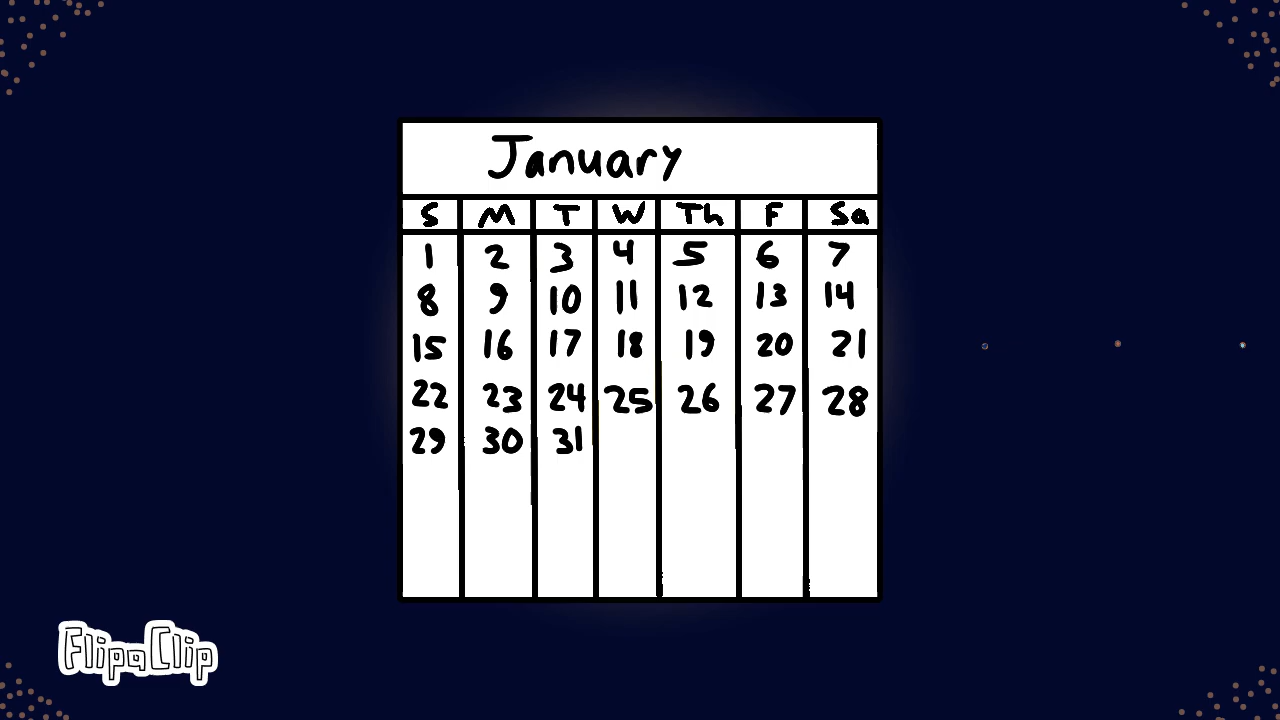 January
S M T W Th F Sa
1 2 3 4 5 6 7
8 9 10 11 12 13 14
15 16 17 18 19 20 21
22 23 24 25 26 27 28
29 30 31
FlipaClip